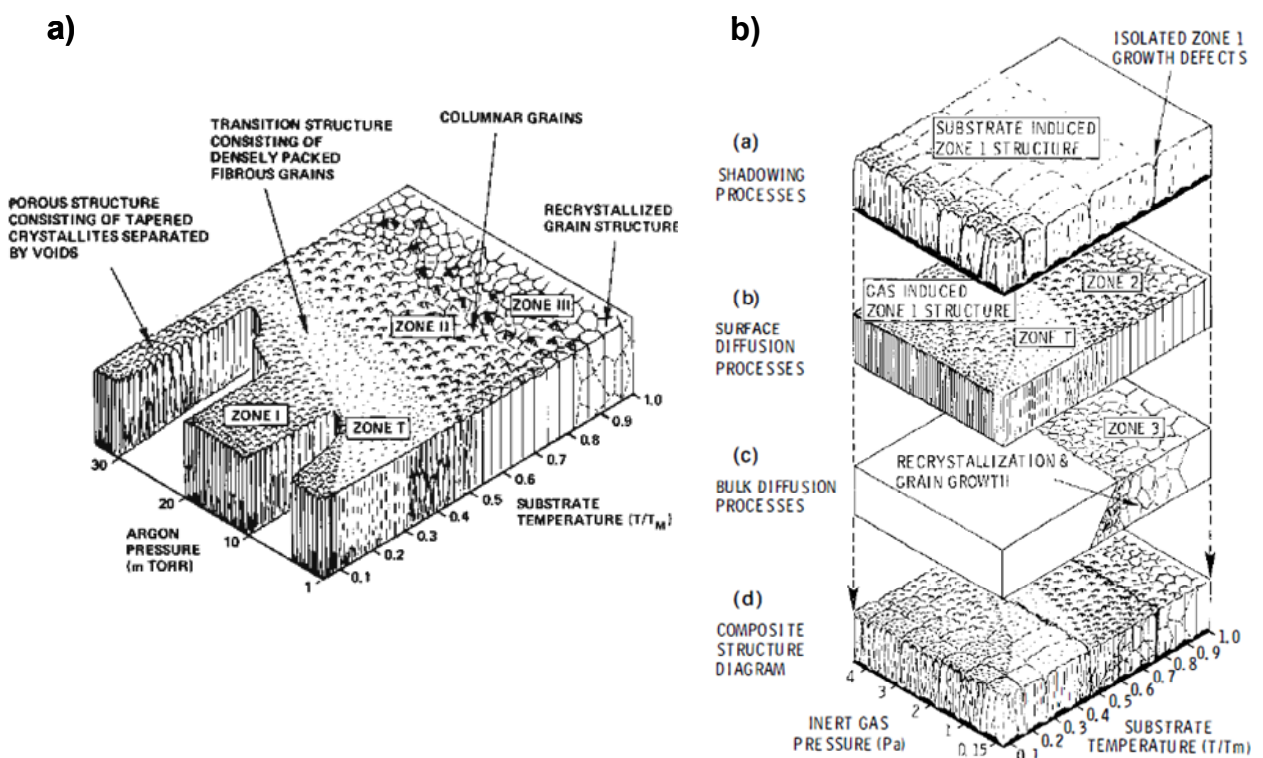 a)
TRANSITION STRUCTURE
CONSISTING OF
DENSELY PACKED
FIBROUS GRAINS
COLUMNAR GRAINS
POROUS STRUCTURE
CONSISTING OF TAPERED
CRYSTALLITES SEPARATED
BY VOIDS
RECRYSTALLIZED
GRAIN STRUCTURE
ZONE III
ZONE II
ZONE I
ZONE T
30
20
10
1
ARGON
PRESSURE
(m TORR)
0.1
0.2
0.3
0.4
0.5
0.6
0.7
0.8
0.9
1.0
SUBSTRATE
TEMPERATURE (T/TM)
b)
ISOLATED ZONE 1
GROWTH DEFECTS
(a)
SHADOWING
PROCESSES
SUBSTRATE INDUCED
ZONE 1 STRUCTURE
(b)
SURFACE
DIFFUSION
PROCESSES
GAS INDUCED
ZONE 1 STRUCTURE
ZONE 2
ZONE T
(c)
BULK DIFFUSION
PROCESSES
ZONE 3
RECRYSTALLIZATION &
GRAIN GROWTH
(d)
COMPOSITE
STRUCTURE
DIAGRAM
4
3
2
1
0.15
INERT GAS
PRESSURE (Pa)
0.1
0.2
0.3
0.4
0.5
0.6
0.7
0.8
0.9
1.0
SUBSTRATE
TEMPERATURE (T/Tm)